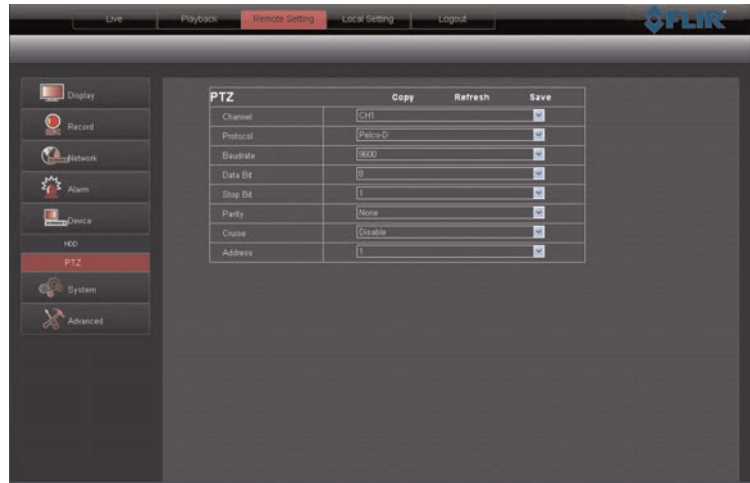 Live Playback Remote Setting Local Setting Logout
FLIR
Display
Record
Network
Alarm
Device
HDD
PTZ
System
Advanced
PTZ Copy Refresh Save
Channel CH1
Protocol Pelco-D
Baudrate 9600
Data Bit 8
Stop Bit 1
Parity None
Cruise Disable
Address 1